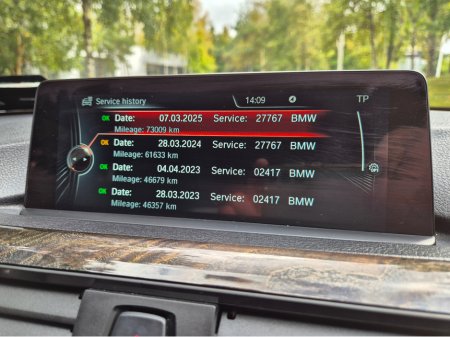 Service history 14:09 TP
OK Date: 07.03.2025 Service: 27767 BMW
Mileage: 73009 km
OK Date: 28.03.2024 Service: 27767 BMW
Mileage: 61633 km
OK Date: 04.04.2023 Service: 02417 BMW
Mileage: 46679 km
OK Date: 28.03.2023 Service: 02417 BMW
Mileage: 46357 km